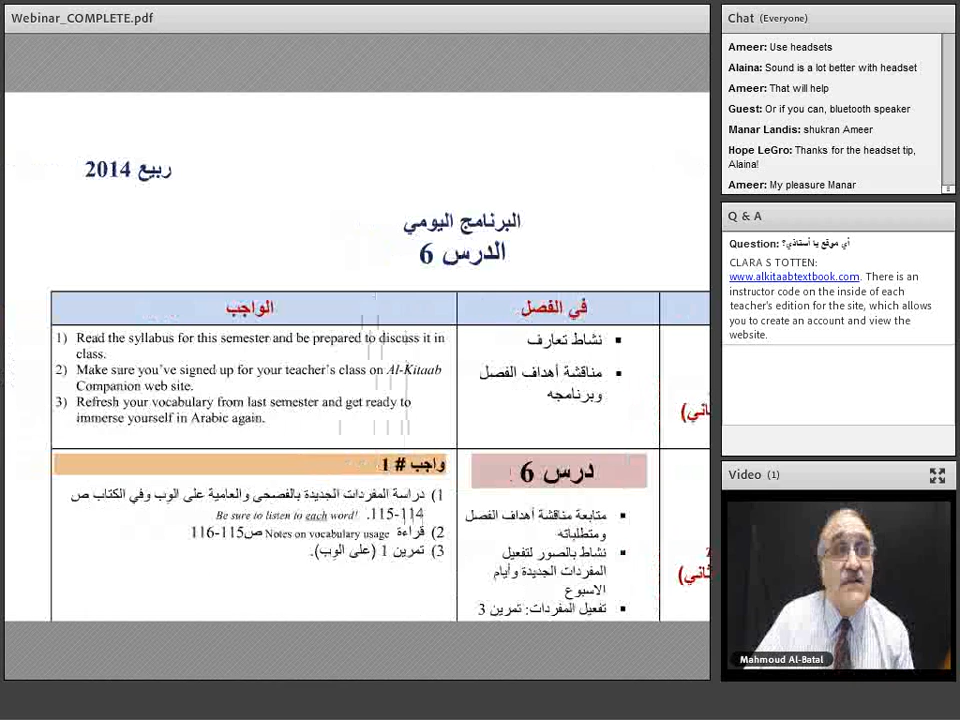 Webinar_COMPLETE.pdf
ربيع 2014
البرنامج اليومي
الدرس 6
في الفصل
الواجب
نشاط تعارف
مناقشة أهداف الفصل
وبرنامجه
1) Read the syllabus for this semester and be prepared to discuss it in
class.
2) Make sure you've signed up for your teacher's class on Al-Kitaab
Companion web site.
3) Refresh your vocabulary from last semester and get ready to
immerse yourself in Arabic again.
درس 6
متابعة مناقشة أهداف الفصل
ومتطلباته
نشاط بالصور لتفعيل
المفردات الجديدة وأيام
الاسبوع
تفعيل المفردات: تمرين 3
واجب # 1
1) دراسة المفردات الجديدة بالفصحى والعامية على الوب وفي الكتاب ص
114-115. Be sure to listen to each word!
2) قراءة Notes on vocabulary usage ص115-116
3) تمرين 1 (على الوب).
Chat (Everyone)
Ameer: Use headsets
Alaina: Sound is a lot better with headset
Ameer: That will help
Guest: Or if you can, bluetooth speaker
Manar Landis: shukran Ameer
Hope LeGro: Thanks for the headset tip,
Alaina!
Ameer: My pleasure Manar
Q & A
Question: أي موقع يا أستاذي؟
CLARA S TOTTEN:
www.alkitaabtextbook.com. There is an
instructor code on the inside of each
teacher's edition for the site, which allows
you to create an account and view the
website.
Video (1)
Mahmoud Al-Batal